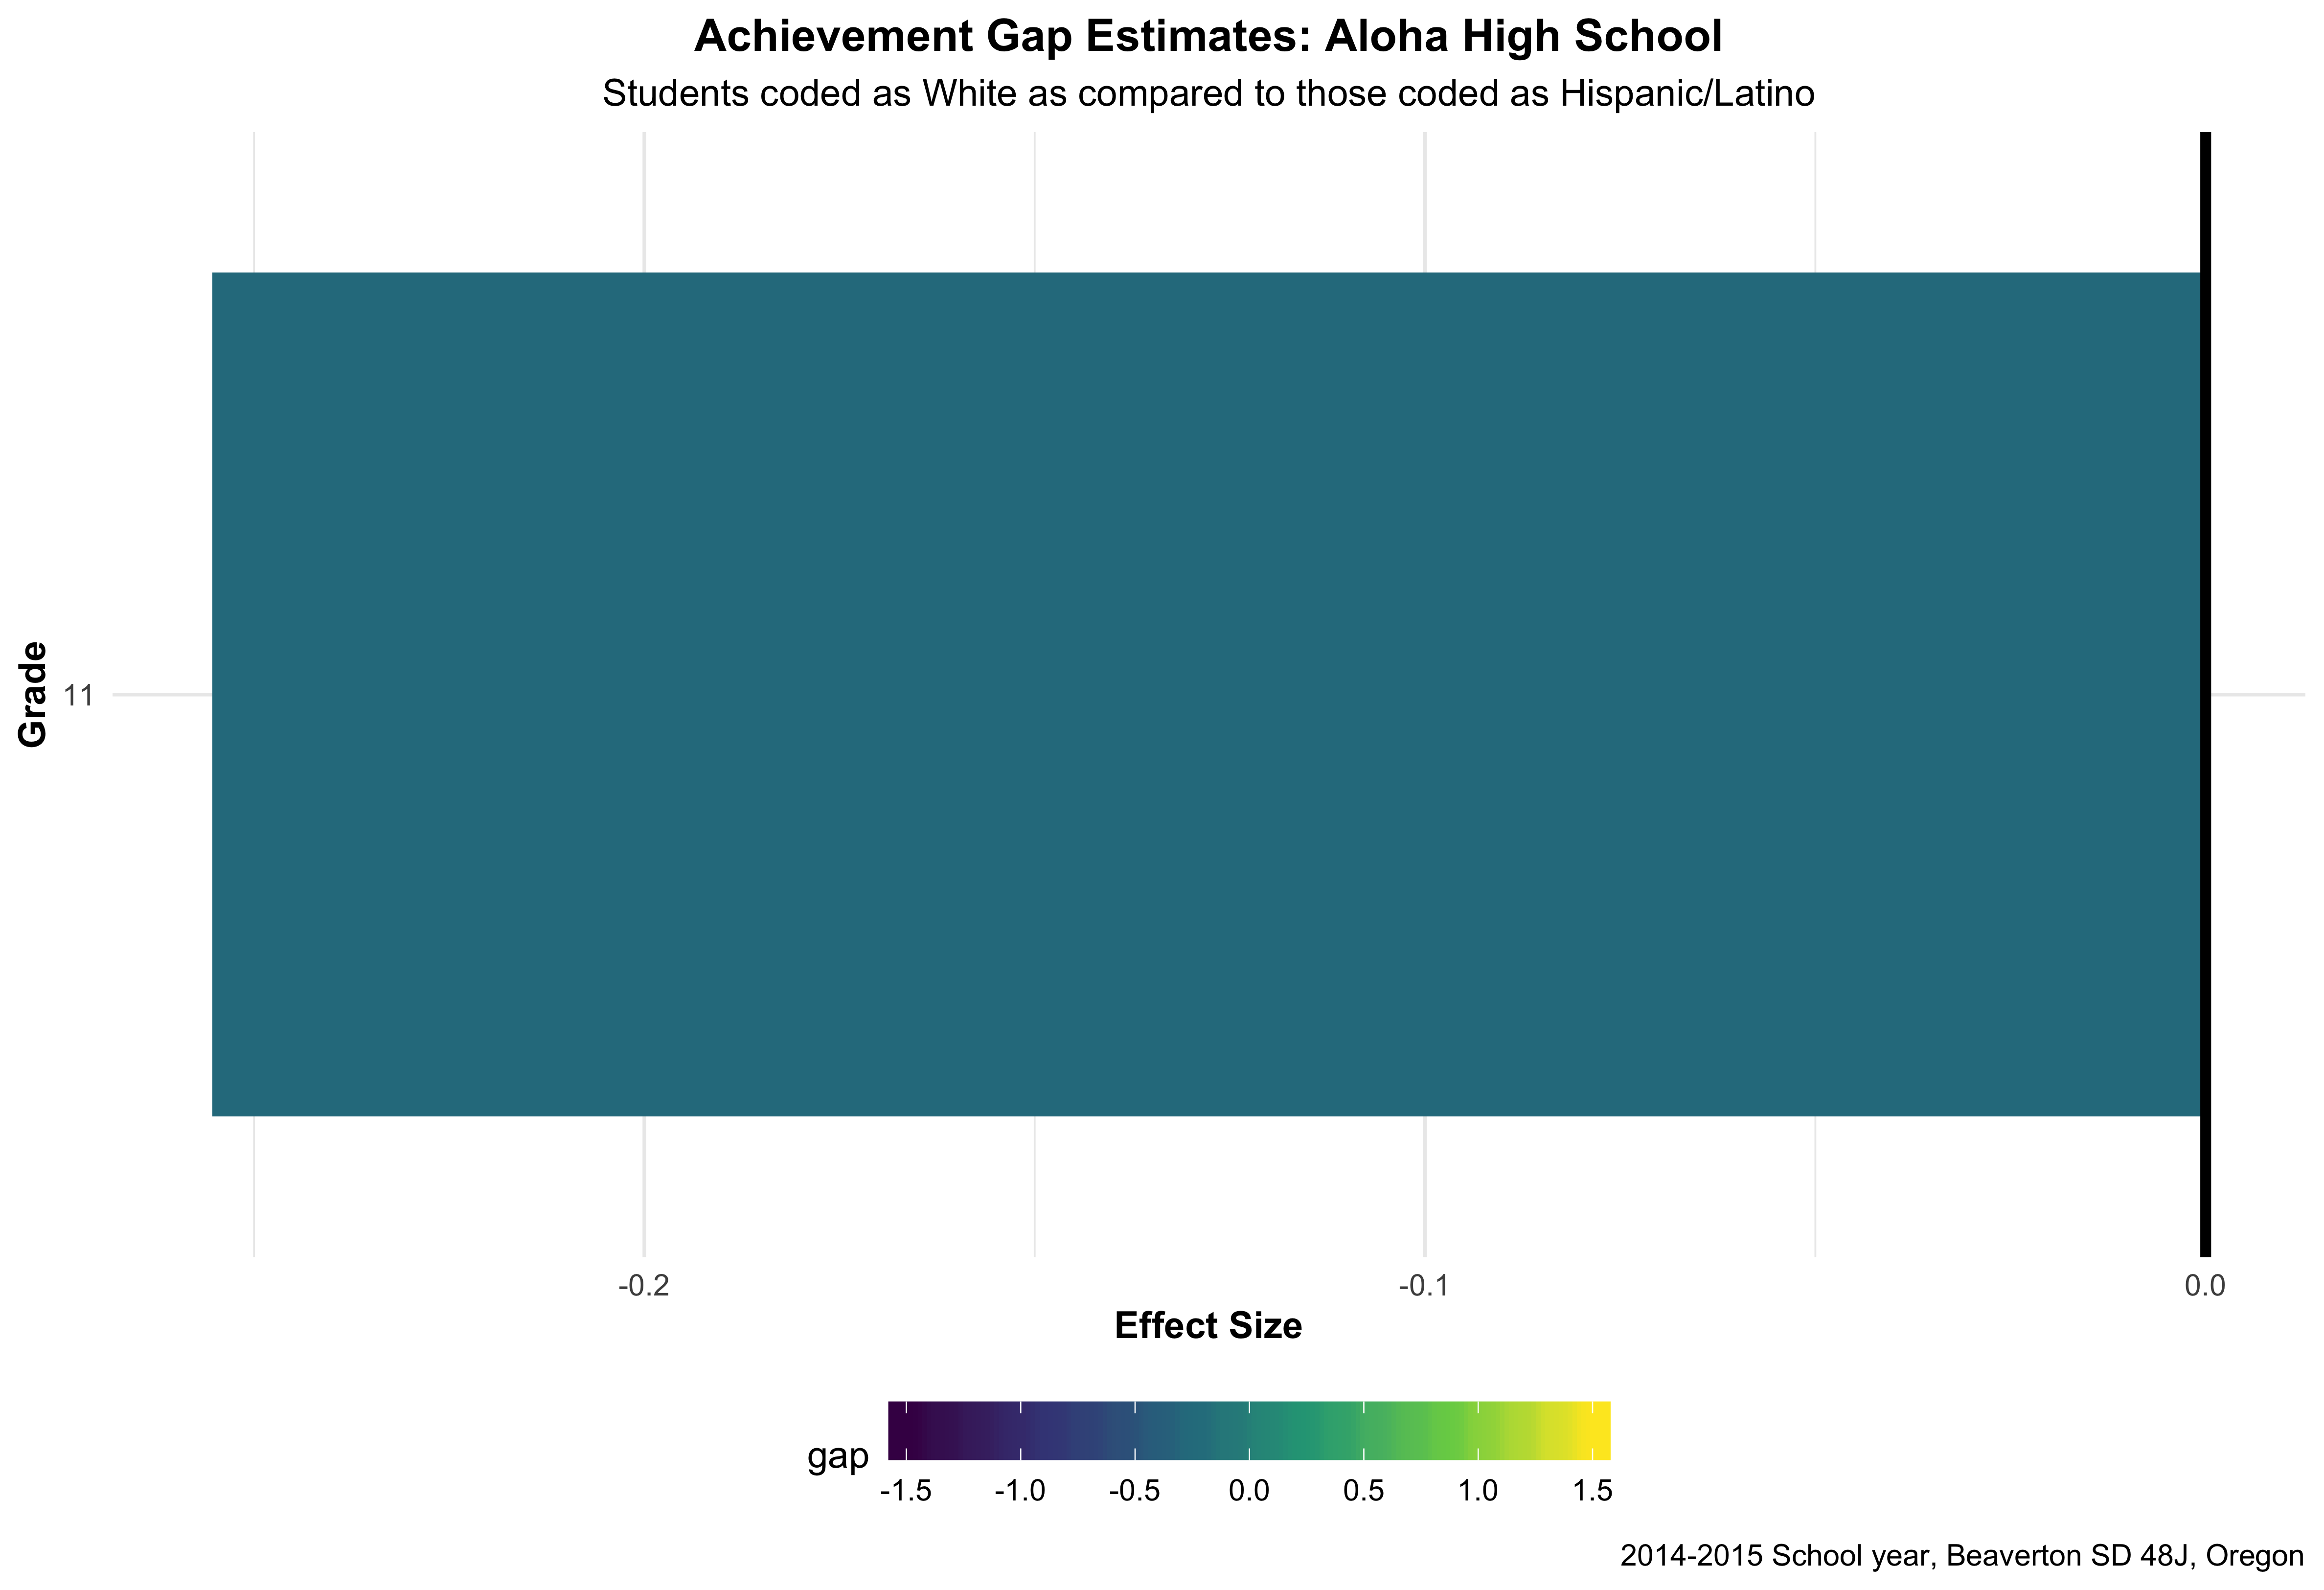 Achievement Gap Estimates: Aloha High School
Students coded as White as compared to those coded as Hispanic/Latino
Grade
11
-0.2 -0.1 0.0
Effect Size
gap
-1.5 -1.0 -0.5 0.0 0.5 1.0 1.5
2014-2015 School year, Beaverton SD 48J, Oregon